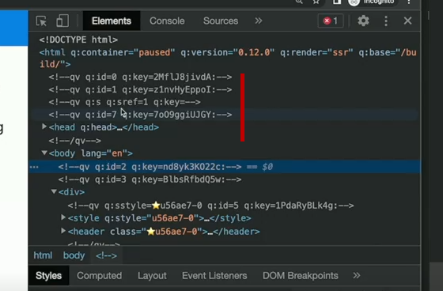 Incognito
Elements Console Sources » 1
<!DOCTYPE html>
<html q:container="paused" q:version="0.12.0" q:render="ssr" q:base="/bu
ild/">
<!--qv q:id=0 q:key=2MflJ8jivdA:-->
<!--qv q:id=1 q:key=z1nvHyEppoI:-->
<!--qv q:s q:sref=1 q:key=-->
<!--qv q:id=7 q:key=7oO9ggiUJGY:-->
<head q:head>…</head>
<!--/qv-->
<body lang="en">
<!--qv q:id=2 q:key=nd8yk3KO22c:--> == $0
<!--qv q:id=3 q:key=BlbsRfbdQ5w:-->
<div>
<!--qv q:sstyle=⭐️u56ae7-0 q:id=5 q:key=1PdaRyBLk4g:-->
<style q:style="u56ae7-0">…</style>
<header class="⭐️u56ae7-0">…</header>
<!--/qv-->
html body <!-->
Styles Computed Layout Event Listeners DOM Breakpoints »